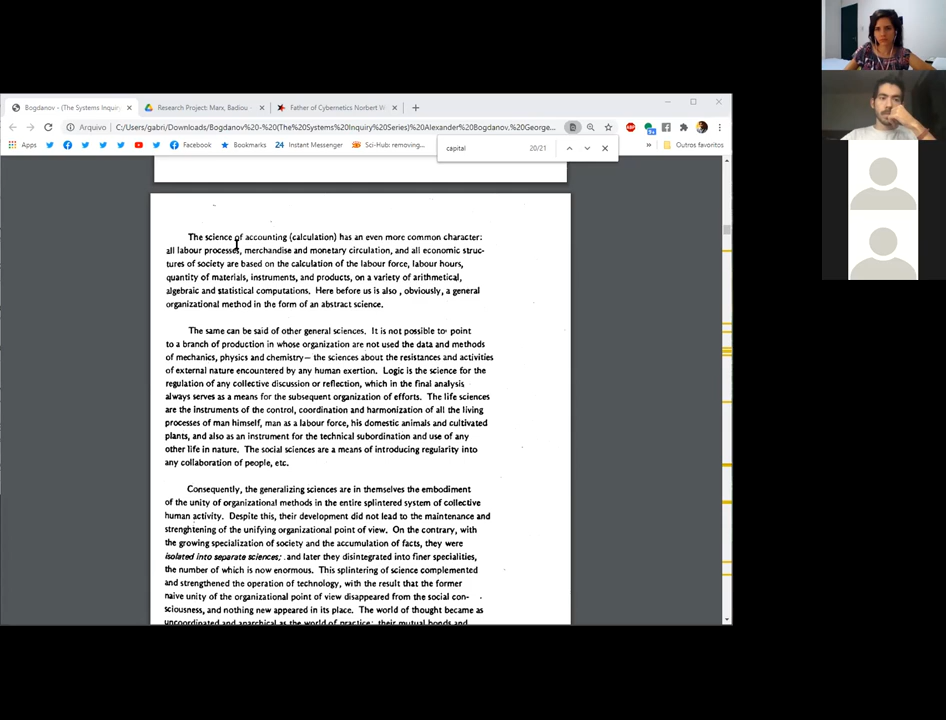 Bogdanov - (The Systems Inquiry
Research Project: Marx, Badiou -
Father of Cybernetics Norbert W
Arquivo
C:/Users/gabri/Downloads/Bogdanov%20-%20(The%20Systems%20Inquiry%20Series)%20Alexander%20Bogdanov,%20George...
Apps
Facebook
Bookmarks
24 Instant Messenger
Sci-Hub: removing...
capital
20/21
Outros favoritos
The science of accounting (calculation) has an even more common character:
all labour processes, merchandise and monetary circulation, and all economic struc-
tures of society are based on the calculation of the labour force, labour hours,
quantity of materials, instruments, and products, on a variety of arithmetical,
algebraic and statistical computations. Here before us is also , obviously, a general
organizational method in the form of an abstract science.
The same can be said of other general sciences. It is not possible to point
to a branch of production in whose organization are not used the data and methods
of mechanics, physics and chemistry— the sciences about the resistances and activities
of external nature encountered by any human exertion. Logic is the science for the
regulation of any collective discussion or reflection, which in the final analysis
always serves as a means for the subsequent organization of efforts. The life sciences
are the instruments of the control, coordination and harmonization of all the living
processes of man himself, man as a labour force, his domestic animals and cultivated
plants, and also as an instrument for the technical subordination and use of any
other life in nature. The social sciences are a means of introducing regularity into
any collaboration of people, etc.
Consequently, the generalizing sciences are in themselves the embodiment
of the unity of organizational methods in the entire splintered system of collective
human activity. Despite this, their development did not lead to the maintenance and
strenghtening of the unifying organizational point of view. On the contrary, with
the growing specialization of society and the accumulation of facts, they were
isolated into separate sciences; and later they disintegrated into finer specialities,
the number of which is now enormous. This splintering of science complemented
and strengthened the operation of technology, with the result that the former
naive unity of the organizational point of view disappeared from the social con-
sciousness, and nothing new appeared in its place. The world of thought became as
uncoordinated and anarchical as the world of practice; their mutual bonds and